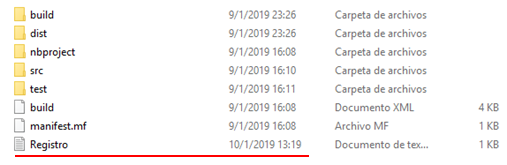 build 9/1/2019 23:26 Carpeta de archivos
dist 9/1/2019 23:26 Carpeta de archivos
nbproject 9/1/2019 16:08 Carpeta de archivos
src 9/1/2019 16:10 Carpeta de archivos
test 9/1/2019 16:11 Carpeta de archivos
build 9/1/2019 16:08 Documento XML 4 KB
manifest.mf 9/1/2019 16:08 Archivo MF 1 KB
Registro 10/1/2019 13:19 Documento de tex... 1 KB